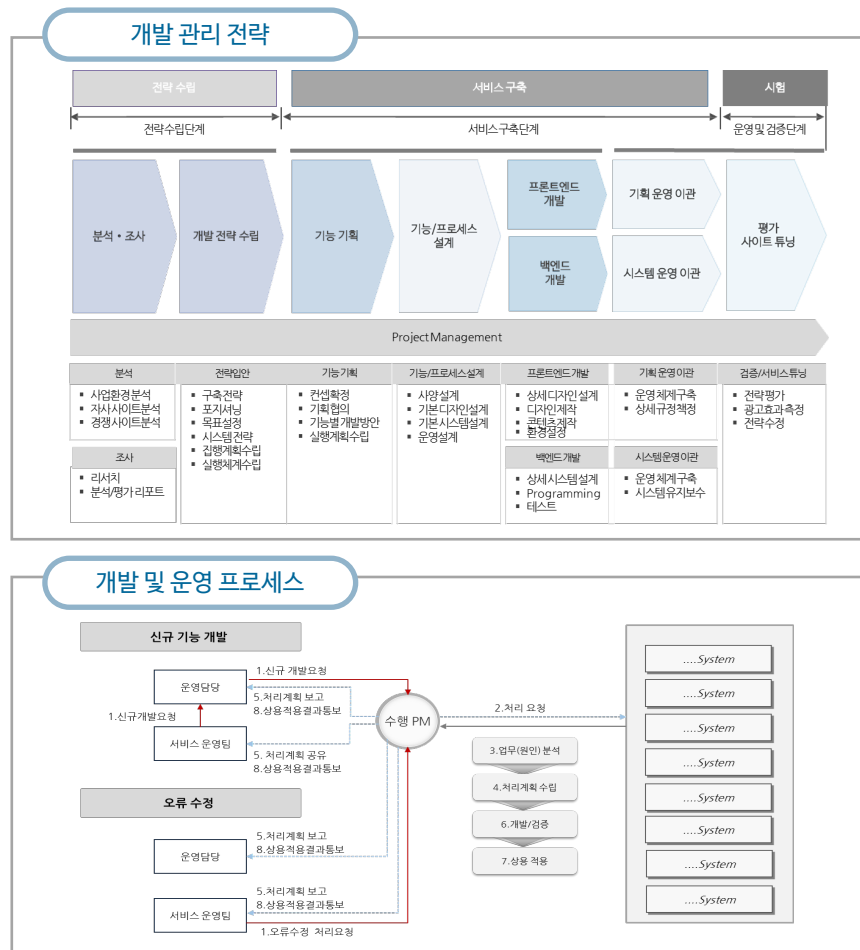 개발 관리 전략
전략 수립
서비스 구축
시험
전략수립단계
서비스구축단계
운영및 검증단계
분석 • 조사
개발 전략 수립
기능 기획
기능/프로세스
설계
프론트엔드
개발
백엔드
개발
기획 운영 이관
시스템 운영 이관
평가
사이트 튜닝
Project Management
분석
▪ 사업환경분석
▪ 자사사이트분석
▪ 경쟁사이트분석
조사
▪ 리서치
▪ 분석/평가 리포트
전략입안
▪ 구축전략
▪ 포지셔닝
▪ 목표설정
▪ 시스템전략
▪ 집행계획수립
▪ 실행체계수립
기능기획
▪ 컨셉확정
▪ 기획협의
▪ 기능별개발방안
▪ 실행계획수립
기능/프로세스설계
▪ 사양설계
▪ 기본디자인설계
▪ 기본시스템설계
▪ 운영설계
프론트엔드개발
▪ 상세디자인설계
▪ 디자인제작
▪ 콘텐츠제작
▪ 환경설정
백엔드개발
▪ 상세시스템설계
▪ Programming
▪ 테스트
기획운영이관
▪ 운영체계구축
▪ 상세규정책정
시스템운영이관
▪ 운영체계구축
▪ 시스템유지보수
검증/서비스튜닝
▪ 전략평가
▪ 광고효과측정
▪ 전략수정
개발 및 운영 프로세스
신규 기능 개발
운영담당
1.신규개발요청
서비스 운영팀
1.신규 개발요청
5.처리계획 보고
8.상용적용결과통보
5. 처리계획 공유
8.상용적용결과통보
수행 PM
2.처리 요청
3.업무(원인) 분석
4.처리계획 수립
6.개발/검증
7.상용 적용
....System
....System
....System
....System
....System
....System
....System
....System
오류 수정
운영담당
5.처리계획 보고
8.상용적용결과통보
서비스 운영팀
5.처리계획 보고
8.상용적용결과통보
1.오류수정 처리요청